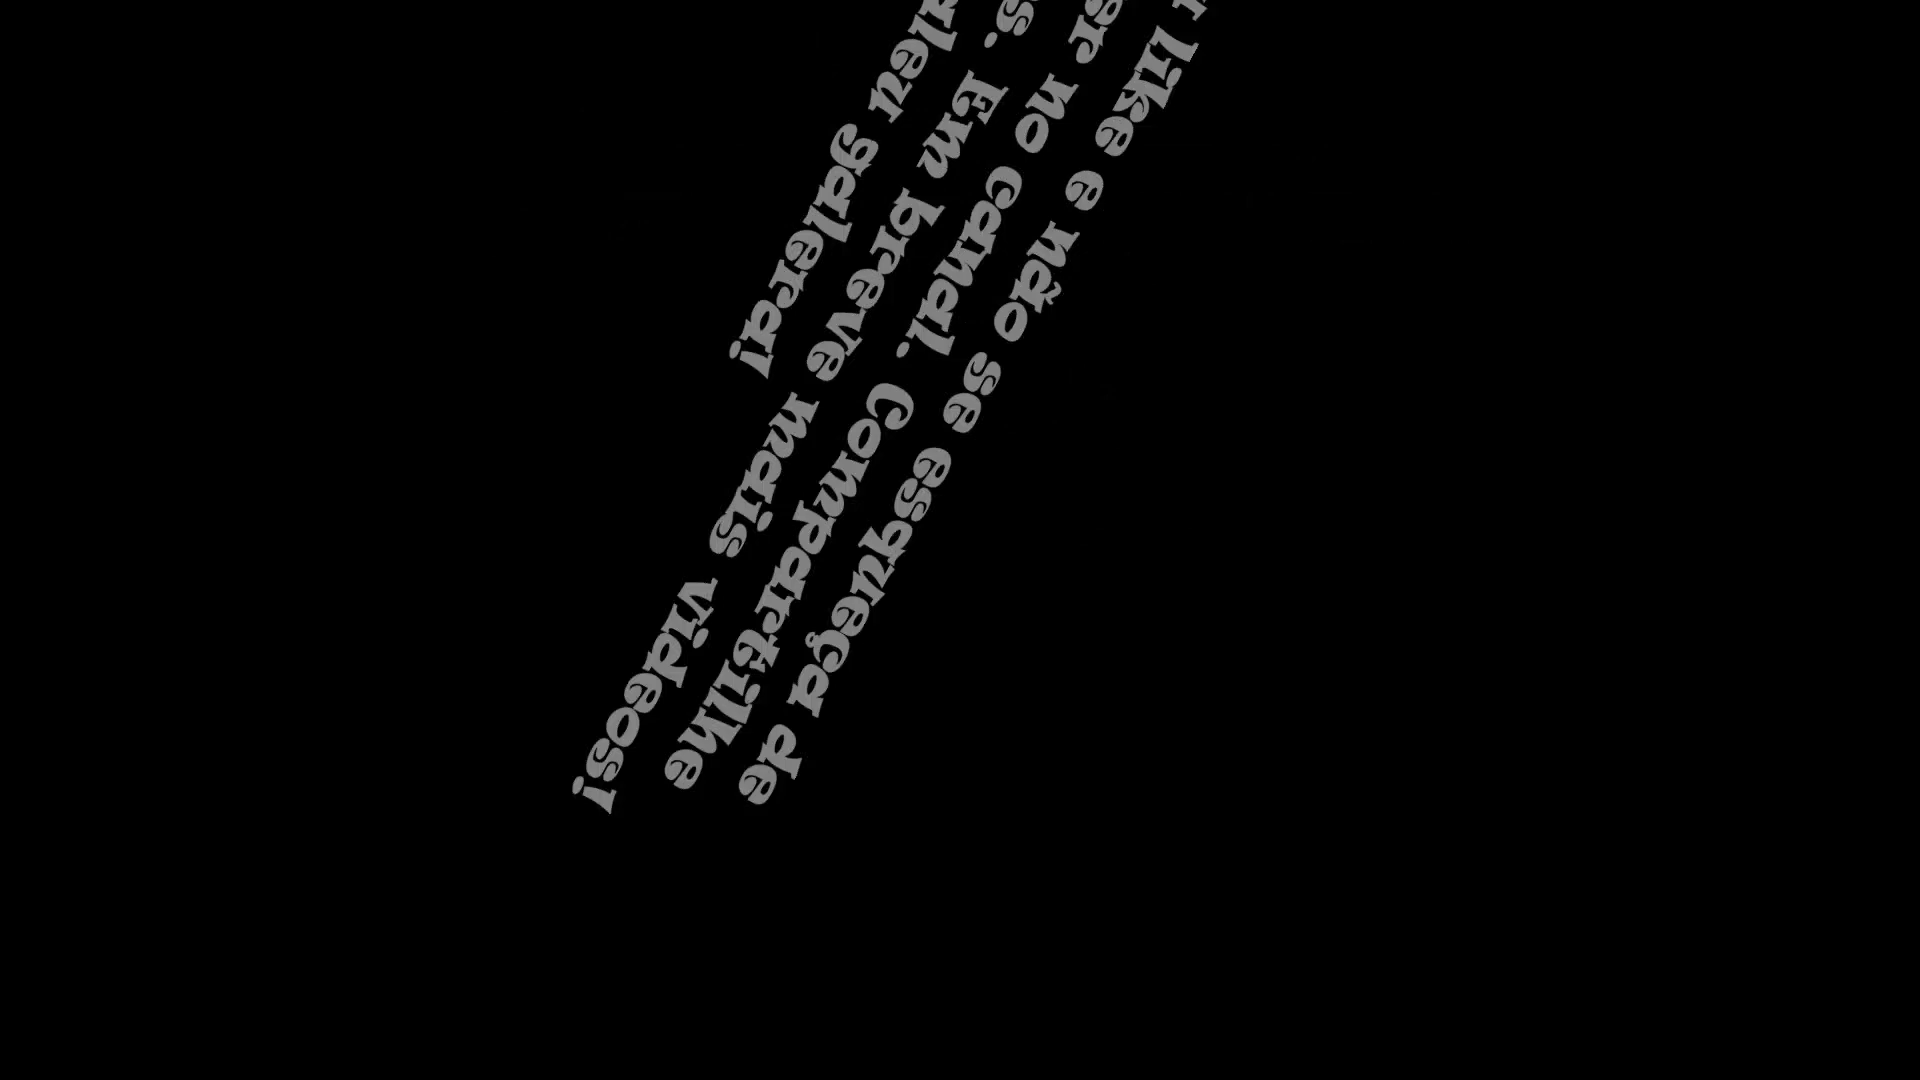 like e não se esqueça de
no canal. Compartilhe
Em breve mais vídeos!
galera!